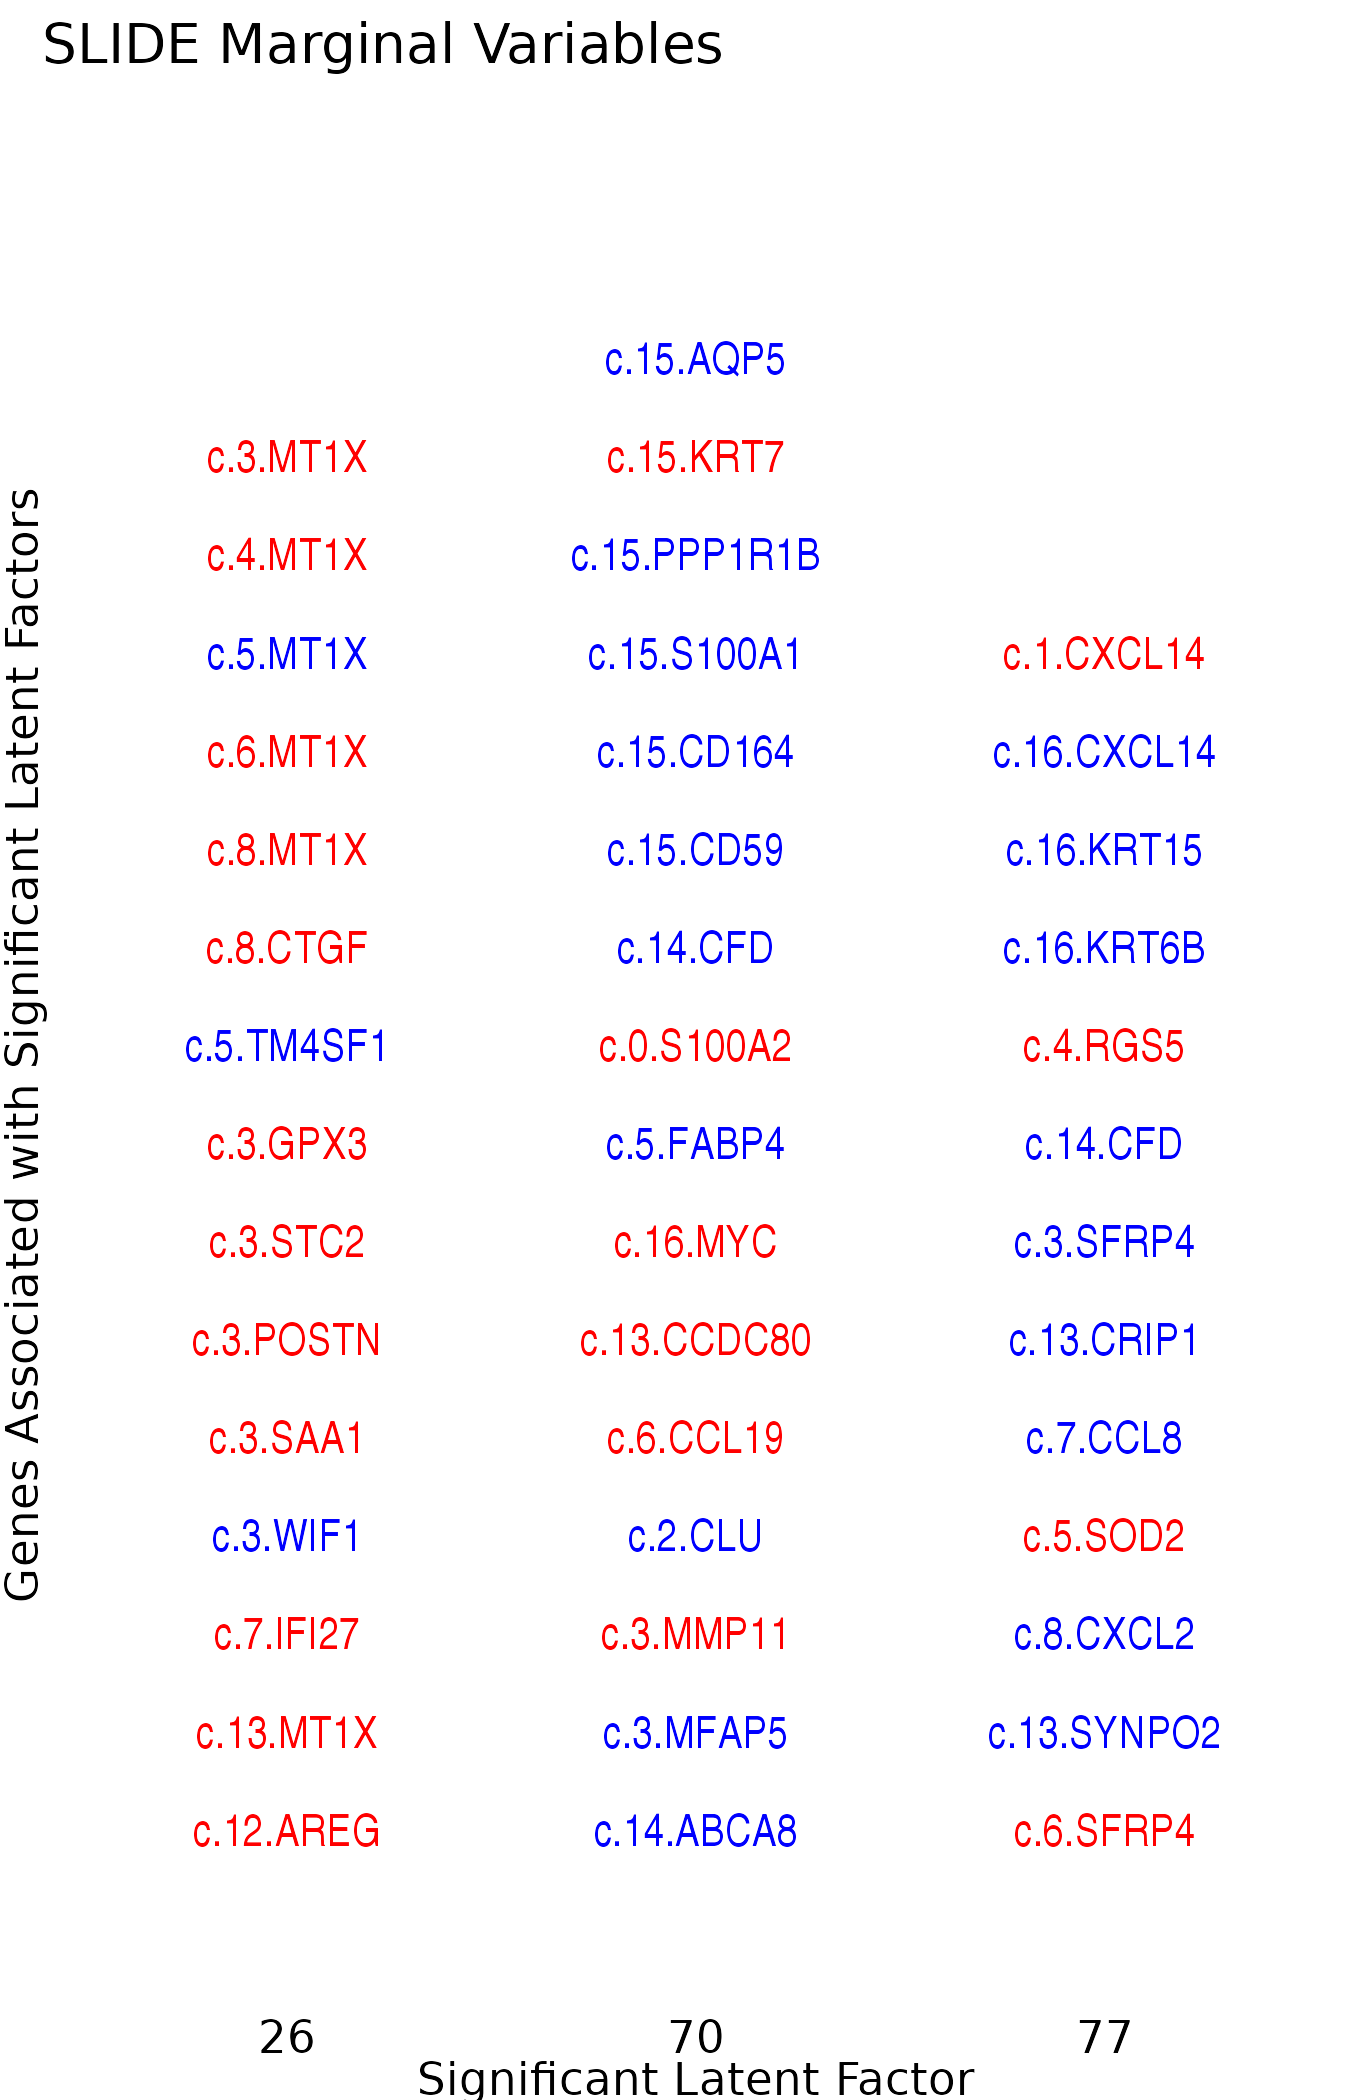 SLIDE Marginal Variables
Genes Associated with Significant Latent Factors
c.15.AQP5
c.3.MT1X c.15.KRT7
c.4.MT1X c.15.PPP1R1B
c.5.MT1X c.15.S100A1 c.1.CXCL14
c.6.MT1X c.15.CD164 c.16.CXCL14
c.8.MT1X c.15.CD59 c.16.KRT15
c.8.CTGF c.14.CFD c.16.KRT6B
c.5.TM4SF1 c.0.S100A2 c.4.RGS5
c.3.GPX3 c.5.FABP4 c.14.CFD
c.3.STC2 c.16.MYC c.3.SFRP4
c.3.POSTN c.13.CCDC80 c.13.CRIP1
c.3.SAA1 c.6.CCL19 c.7.CCL8
c.3.WIF1 c.2.CLU c.5.SOD2
c.7.IFI27 c.3.MMP11 c.8.CXCL2
c.13.MT1X c.3.MFAP5 c.13.SYNPO2
c.12.AREG c.14.ABCA8 c.6.SFRP4
26 70 77
Significant Latent Factor